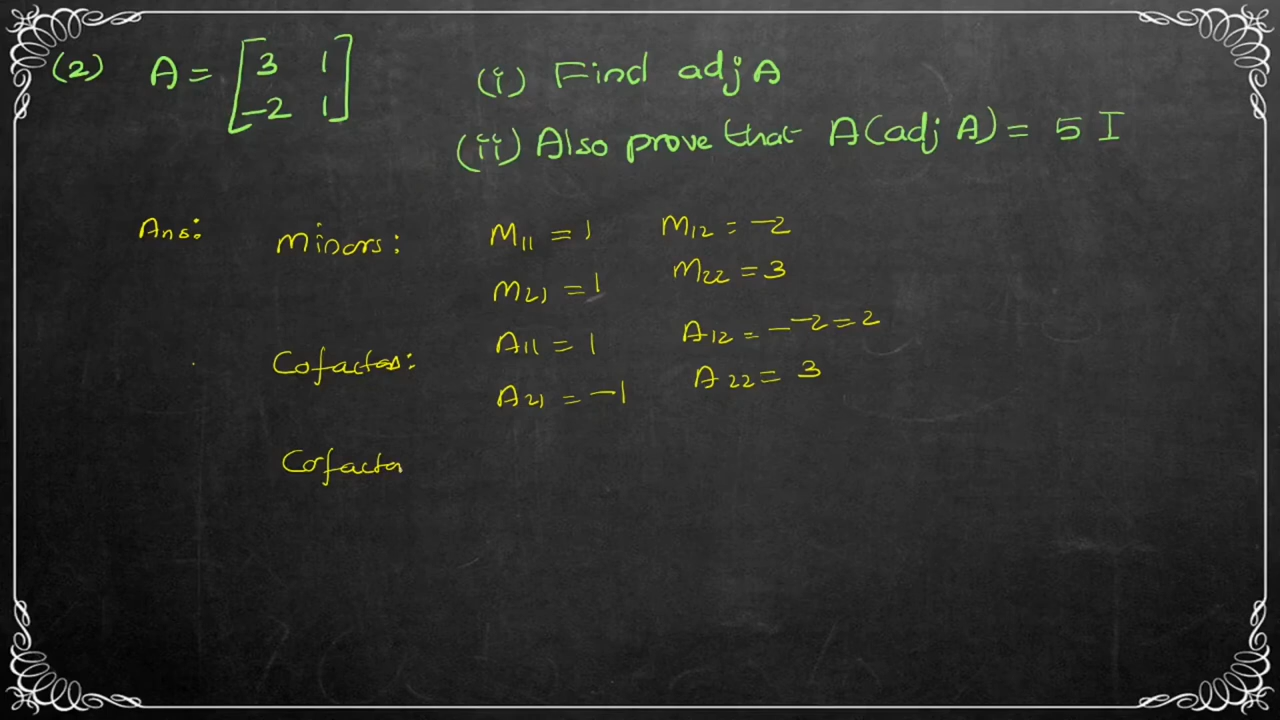 (2) A = [3 1 (i) Find adj A
-2 1] (ii) Also prove that A(adj A) = 5 I
Ans: Minors: M11 = 1 M12 = -2
M21 = 1 M22 = 3
Cofactors: A11 = 1 A12 = - -2 = 2
A21 = -1 A22 = 3
Cofactor